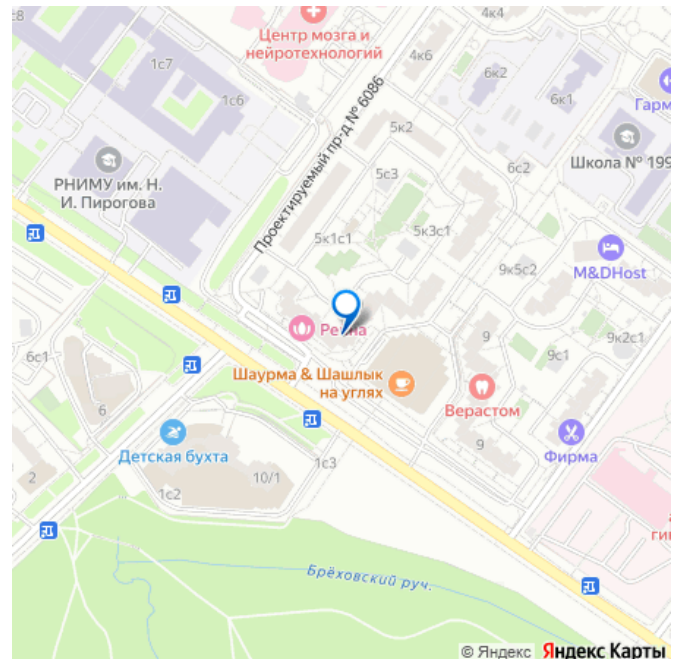 с8
4к4
Центр мозга и
нейротехнологий
1с7
4к6
1с6
6к2
6к1
Гарм
5к2
Школа № 199
РНИМУ им. Н.
И. Пирогова
Проектируемый пр-д № 6086
5с3
6с2
5к1с1
5к3с1
9к5с2
M&DHost
9
9к2с1
6с1
Шаурма & Шашлык
на углях
9с1
Верастом
6
Детская бухта
9
Фирма
2
10/1
1с3
1с2
ги
Брёховский руч.
© Яндекс Яндекс Карты